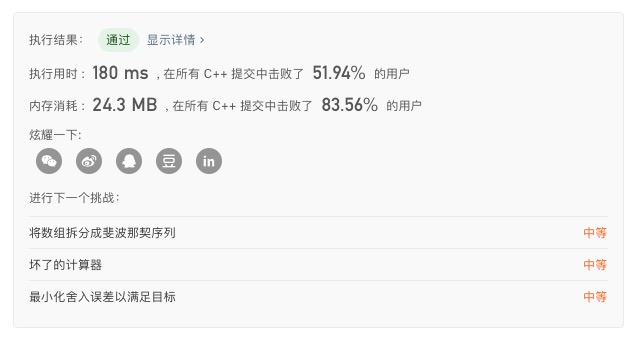 执行结果： 通过 显示详情 ›
执行用时： 180 ms ，在所有 C++ 提交中击败了 51.94% 的用户
内存消耗： 24.3 MB ，在所有 C++ 提交中击败了 83.56% 的用户
炫耀一下:
豆 in
进行下一个挑战：
将数组拆分成斐波那契序列 中等
坏了的计算器 中等
最小化舍入误差以满足目标 中等